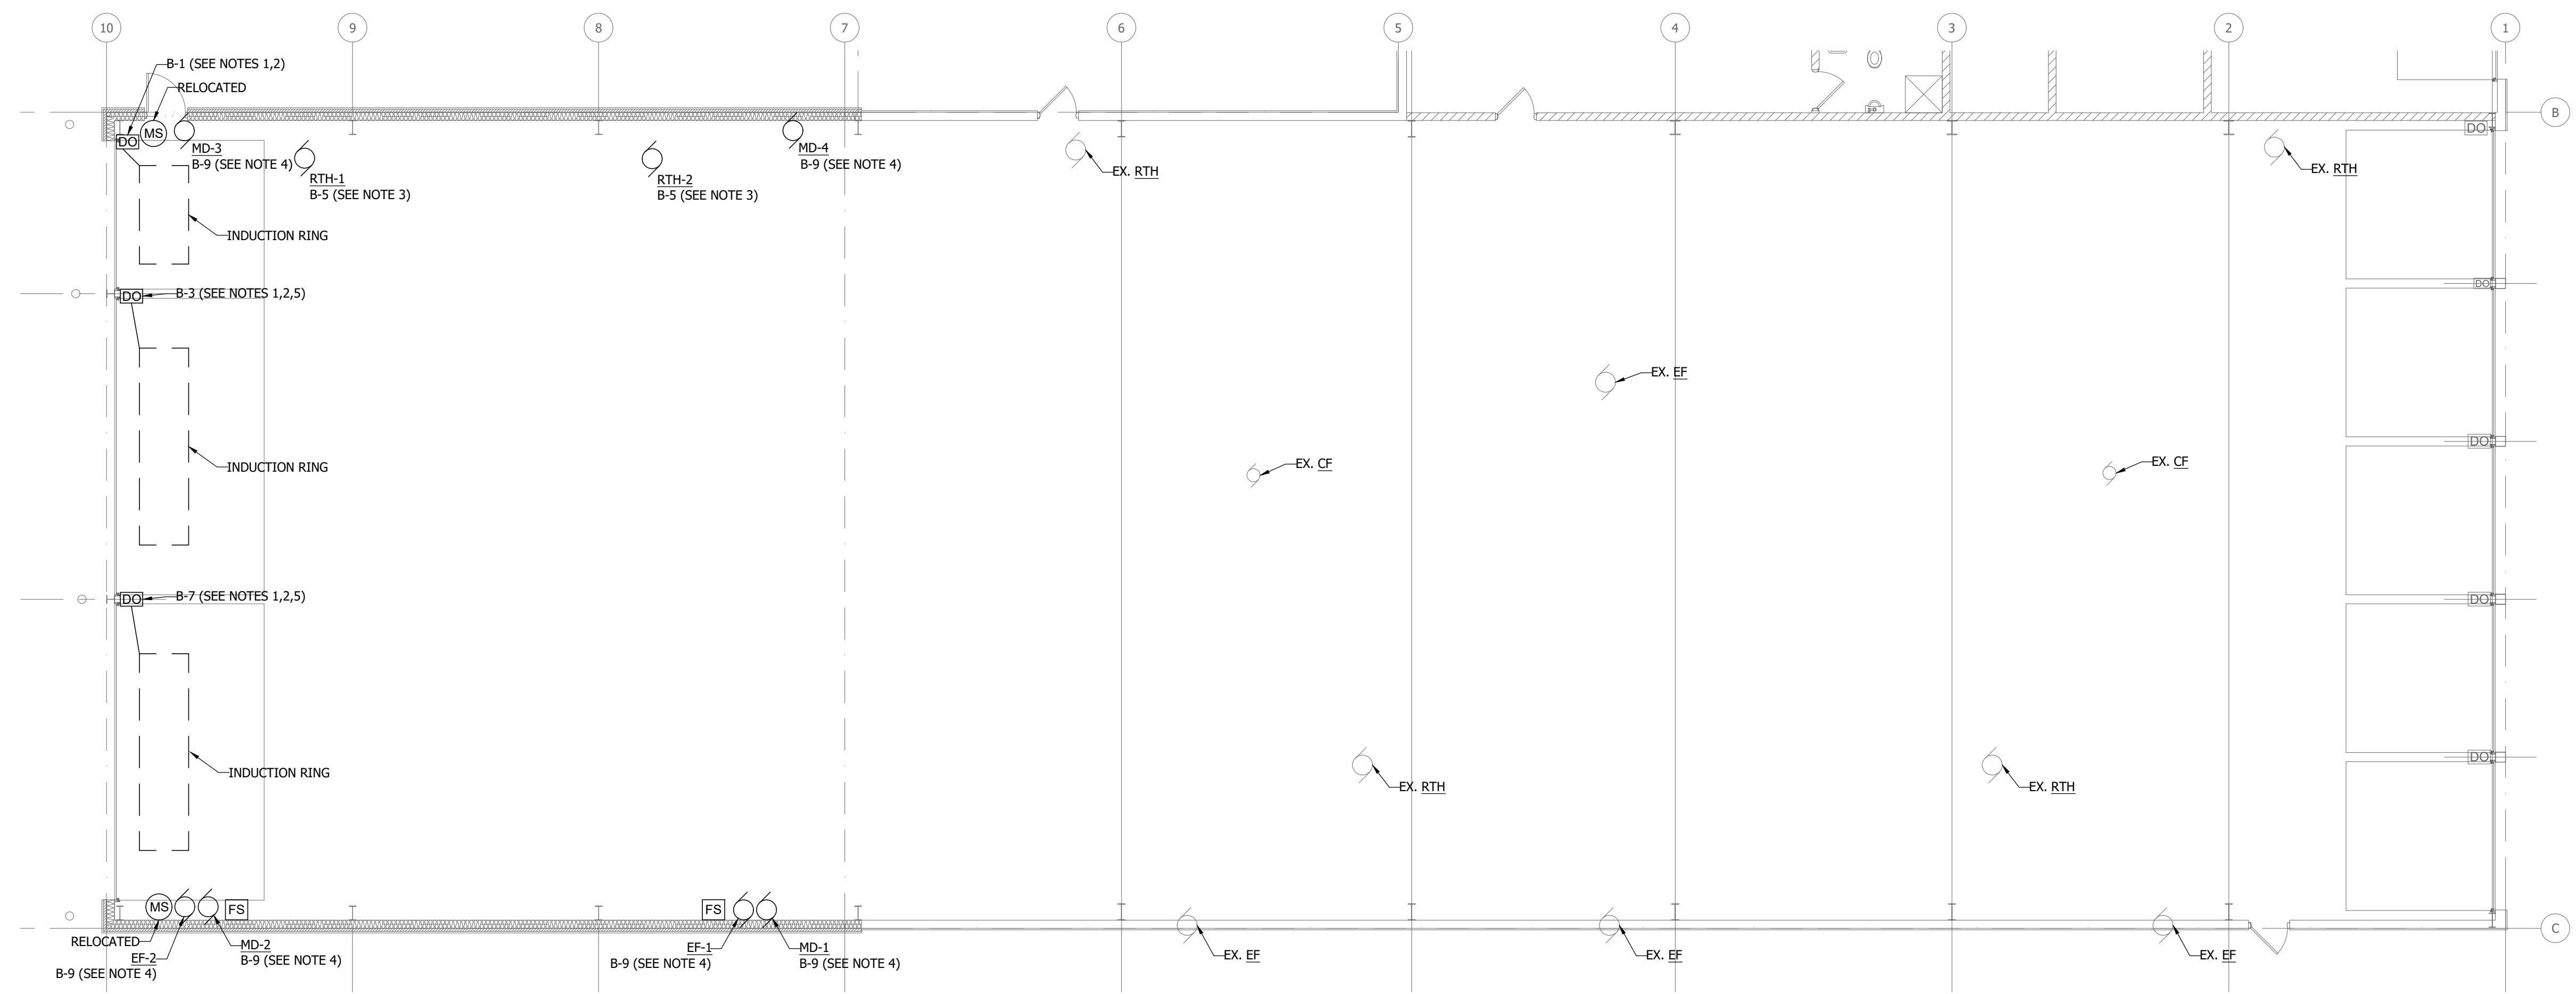 10
9
8
7
6
5
4
3
2
1
B-1 (SEE NOTES 1,2)
RELOCATED
B
DO
MS
MD-3
B-9 (SEE NOTE 4)
RTH-1
B-5 (SEE NOTE 3)
RTH-2
B-5 (SEE NOTE 3)
MD-4
B-9 (SEE NOTE 4)
EX. RTH
EX. RTH
DO
INDUCTION RING
DO
B-3 (SEE NOTES 1,2,5)
DO
EX. EF
INDUCTION RING
EX. CF
EX. CF
DO
DO
B-7 (SEE NOTES 1,2,5)
DO
INDUCTION RING
EX. RTH
EX. RTH
DO
MS
FS
FS
C
RELOCATED
EF-2
B-9 (SEE NOTE 4)
MD-2
B-9 (SEE NOTE 4)
EF-1
B-9 (SEE NOTE 4)
MD-1
B-9 (SEE NOTE 4)
EX. EF
EX. EF
EX. EF